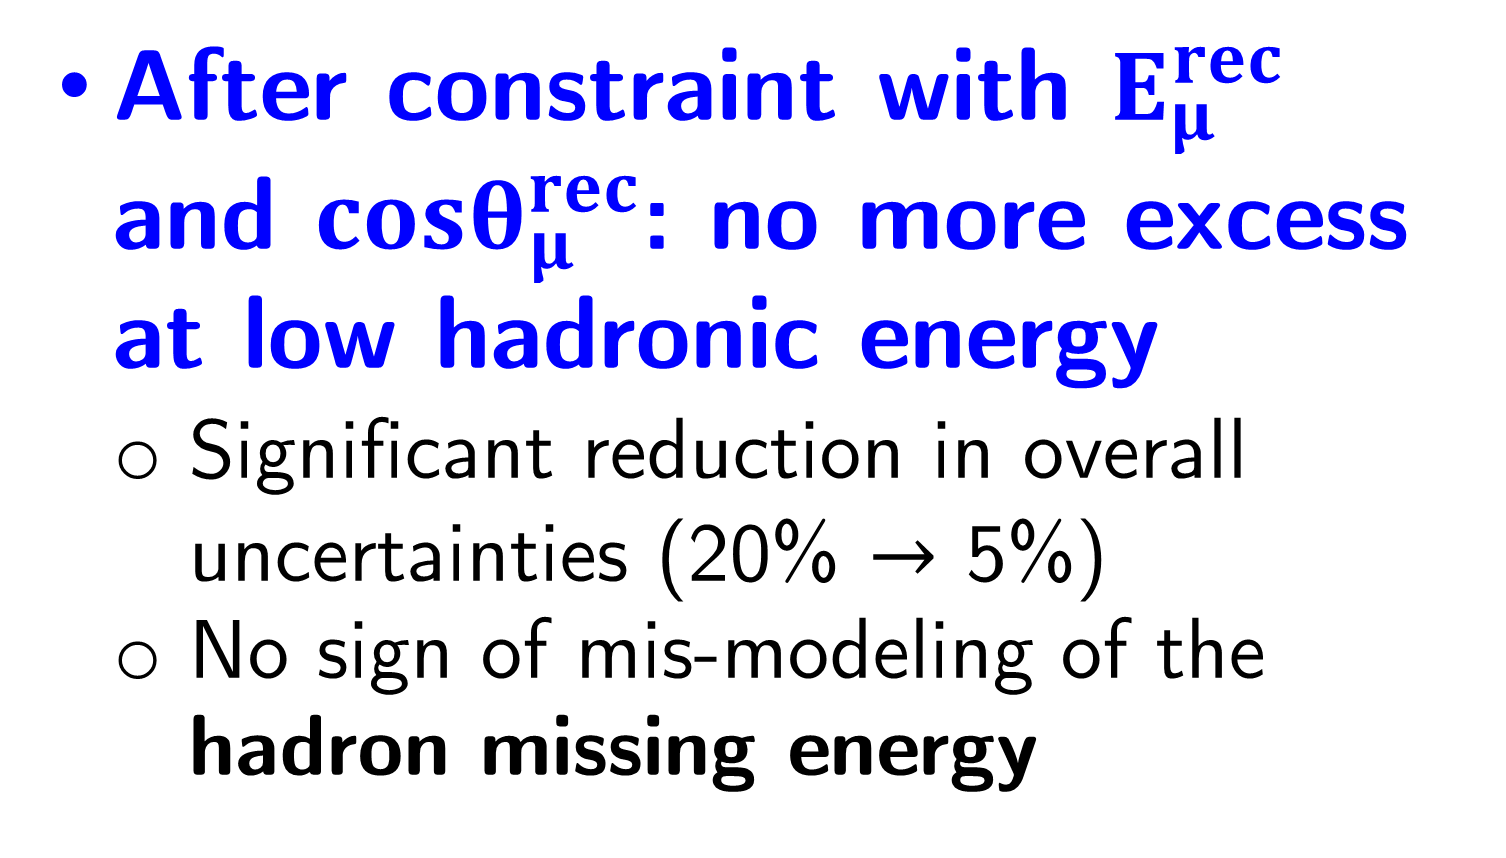 • After constraint with E_μ^rec
and cosθ_μ^rec: no more excess
at low hadronic energy
○ Significant reduction in overall
uncertainties (20% → 5%)
○ No sign of mis-modeling of the
hadron missing energy